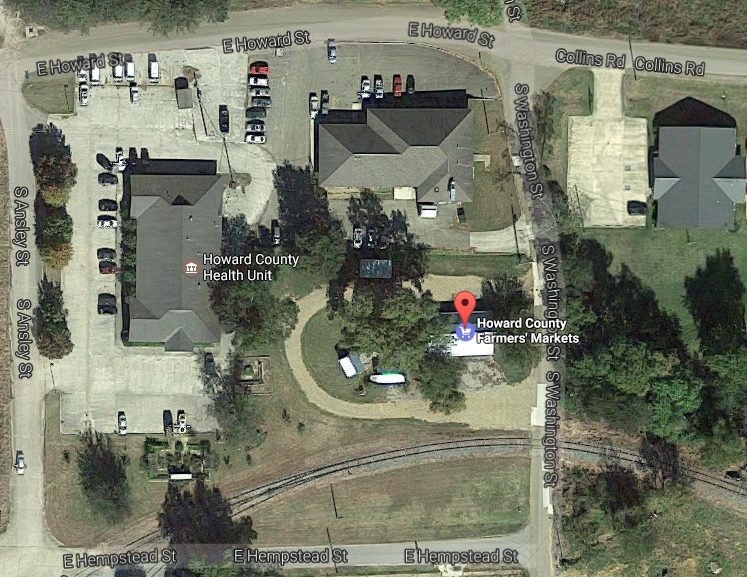 E Howard St
E Howard St
E Howard St
n St
Collins Rd
Collins Rd
S Washington St
S Ansley St
S Washington St
Howard County
Health Unit
S Ansley St
Howard County
Farmers' Markets
S Washington St
E Hempstead St
E Hempstead St
E Hempstead St